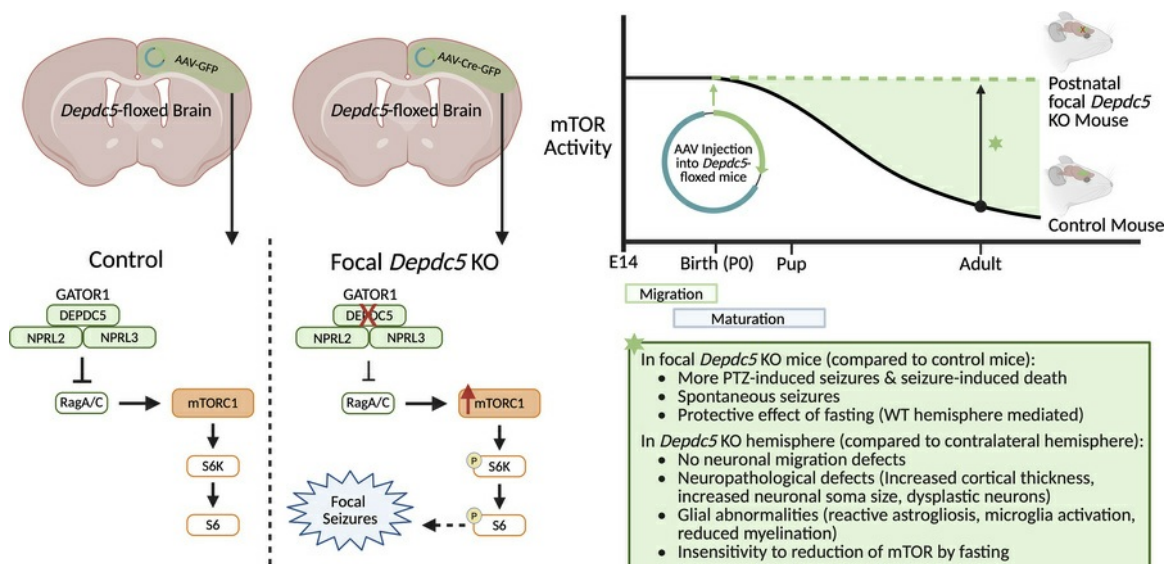 AAV-GFP
Depdc5-floxed Brain
AAV-Cre-GFP
Depdc5-floxed Brain
Control
GATOR1
DEPDC5
NPRL2 NPRL3
RagA/C
mTORC1
S6K
S6
Focal Depdc5 KO
GATOR1
DEPDC5
NPRL2 NPRL3
RagA/C
mTORC1
P
S6K
P
S6
Focal
Seizures
mTOR
Activity
AAV Injection
into Depdc5-
floxed mice
Postnatal
focal Depdc5
KO Mouse
Control Mouse
E14 Birth (P0) Pup Adult
Migration
Maturation
In focal Depdc5 KO mice (compared to control mice):
• More PTZ-induced seizures & seizure-induced death
• Spontaneous seizures
• Protective effect of fasting (WT hemisphere mediated)
In Depdc5 KO hemisphere (compared to contralateral hemisphere):
• No neuronal migration defects
• Neuropathological defects (Increased cortical thickness,
increased neuronal soma size, dysplastic neurons)
• Glial abnormalities (reactive astrogliosis, microglia activation,
reduced myelination)
• Insensitivity to reduction of mTOR by fasting